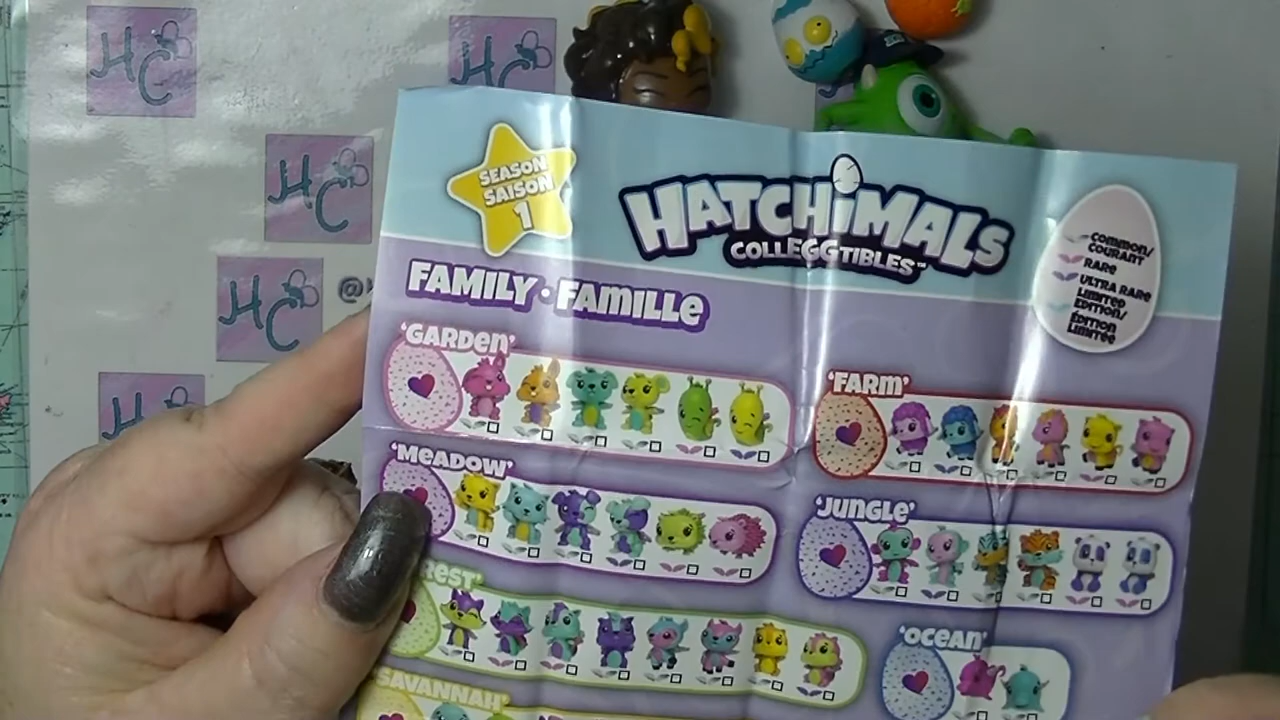 HC
HC
HC
HC
HC
@
SEASON
SAISON
1
HATCHiMALS
COLLEGGTIBLES™
COMMON/
COURANT
RARE
ULTRA RARE
LIMITED
EDITION/
ÉDITION
LIMITÉE
FAMILY • FAMILLE
'GARDEN'
'FARM'
'MEADOW'
'JUNGLE'
REST'
'OCEAN'
'SAVANNAH'